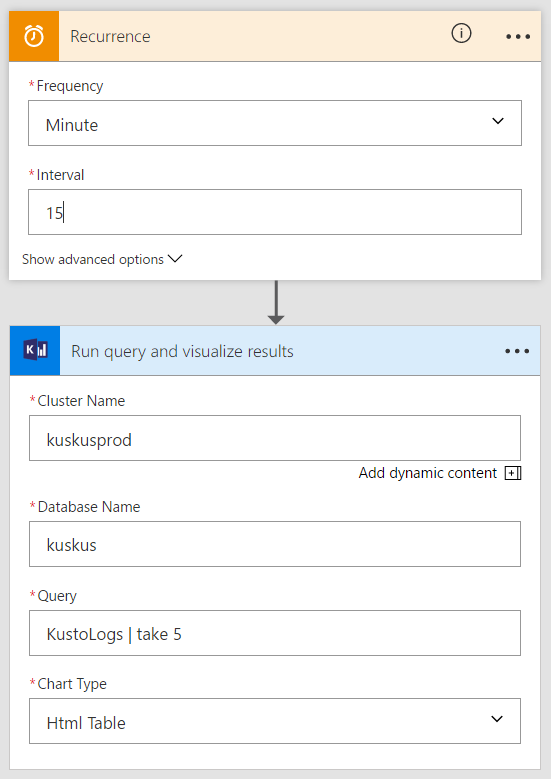 Recurrence
*Frequency
Minute
*Interval
15
Show advanced options
K
Run query and visualize results
*Cluster Name
kuskusprod
Add dynamic content
*Database Name
kuskus
*Query
KustoLogs | take 5
*Chart Type
Html Table